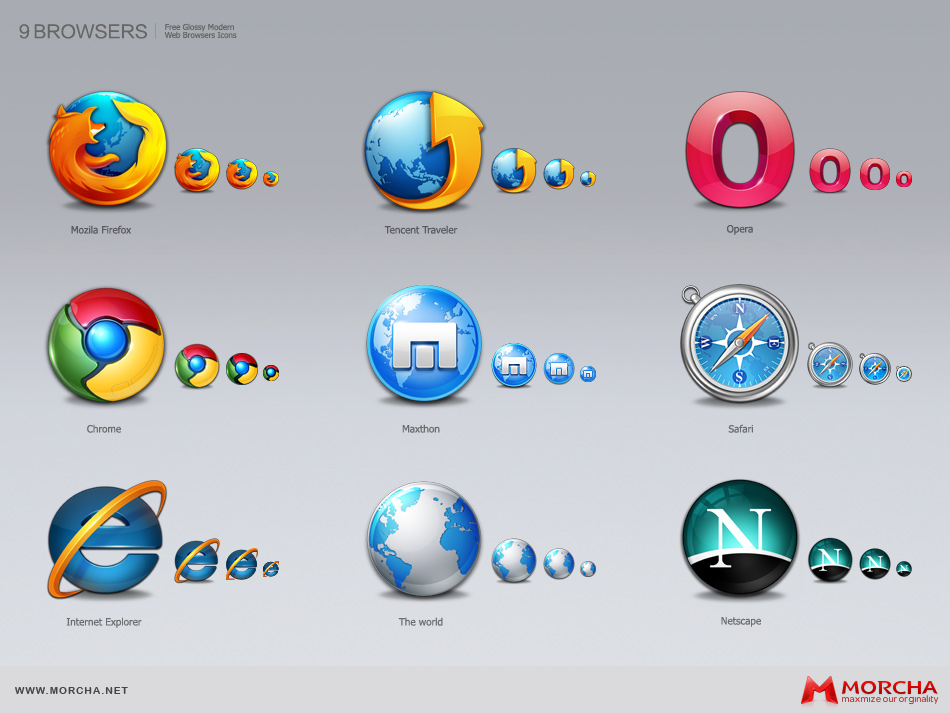 9 BROWSERS
Free Glossy Modern
Web Browsers Icons
Mozila Firefox
Tencent Traveler
Opera
N
W
E
S
Chrome
Maxthon
Safari
Internet Explorer
The world
N
Netscape
WWW.MORCHA.NET
MORCHA
maxmize our orginality